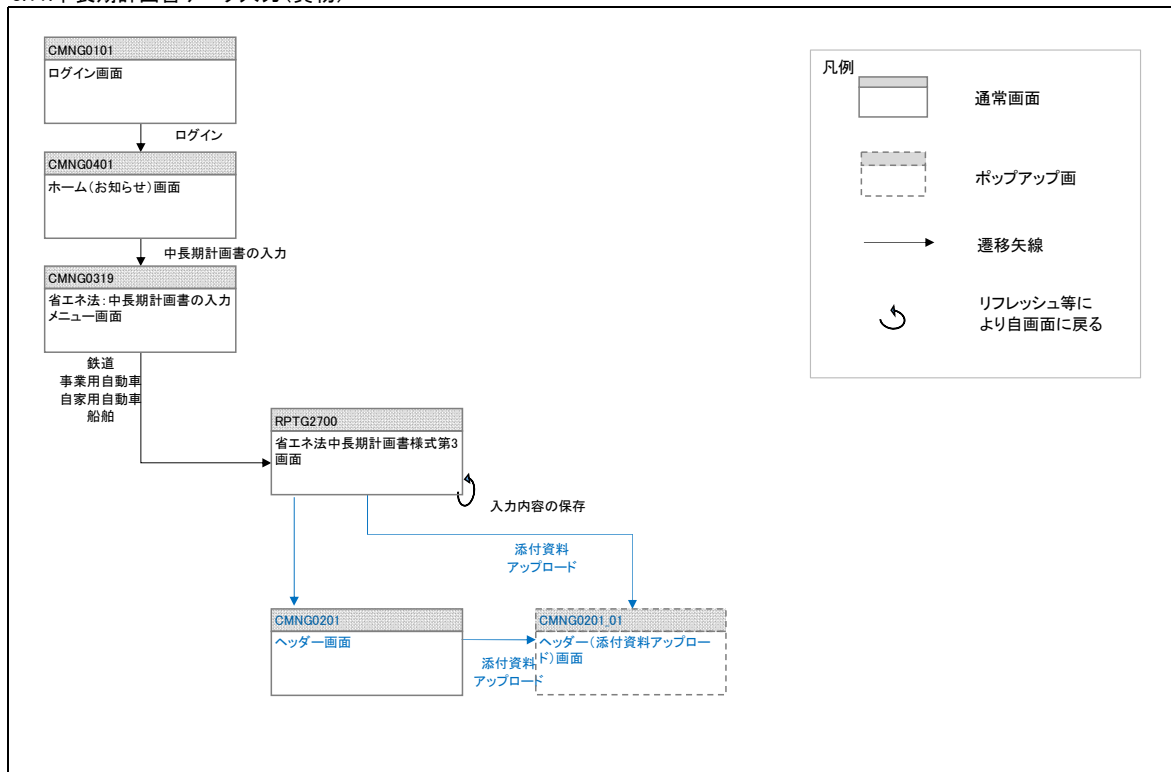 CMNG0101
ログイン画面
ログイン
CMNG0401
ホーム（お知らせ）画面
中長期計画書の入力
CMNG0319
省エネ法：中長期計画書の入力
メニュー画面
鉄道
事業用自動車
自家用自動車
船舶
RPTG2700
省エネ法中長期計画書様式第3
画面
入力内容の保存
添付資料
アップロード
CMNG0201
ヘッダー画面
添付資料
アップロード
CMNG0201_01
ヘッダー（添付資料アップロー
ド）画面
凡例
通常画面
ポップアップ画
遷移矢線
リフレッシュ等に
より自画面に戻る